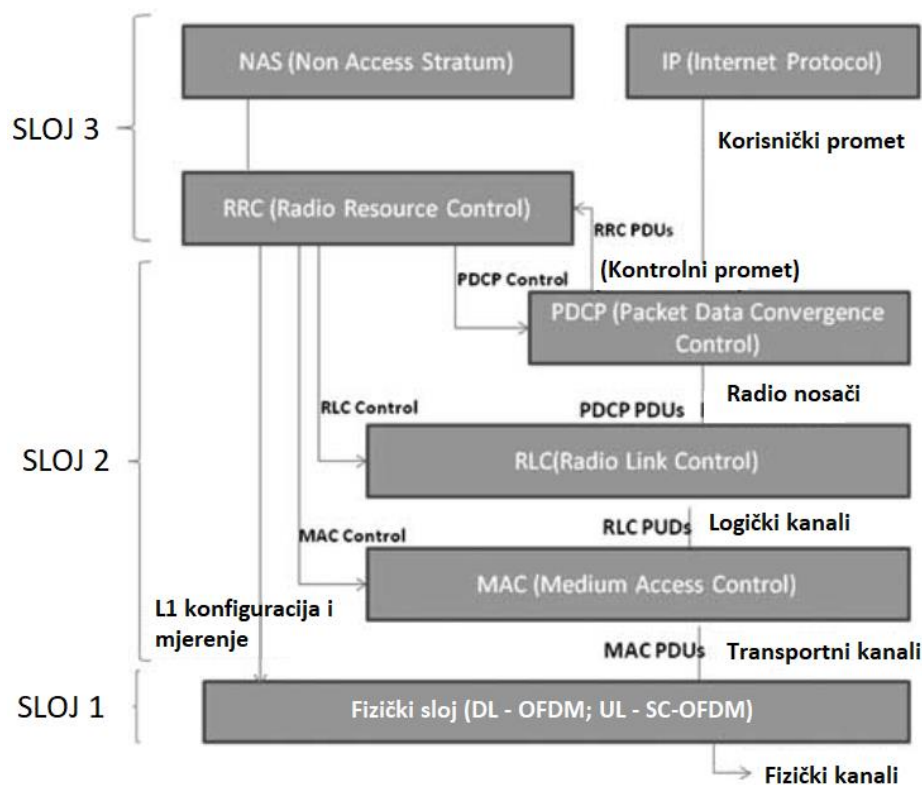 NAS (Non Access Stratum)
IP (Internet Protocol)
SLOJ 3
Korisnički promet
RRC (Radio Resource Control)
RRC PDUs
(Kontrolni promet)
PDCP Control
PDCP (Packet Data Convergence
Control)
Radio nosači
RLC Control
PDCP PDUs
SLOJ 2
RLC(Radio Link Control)
RLC PUDs
Logički kanali
MAC Control
MAC (Medium Access Control)
L1 konfiguracija i
mjerenje
MAC PDUs
Transportni kanali
SLOJ 1
Fizički sloj (DL - OFDM; UL - SC-OFDM)
Fizički kanali